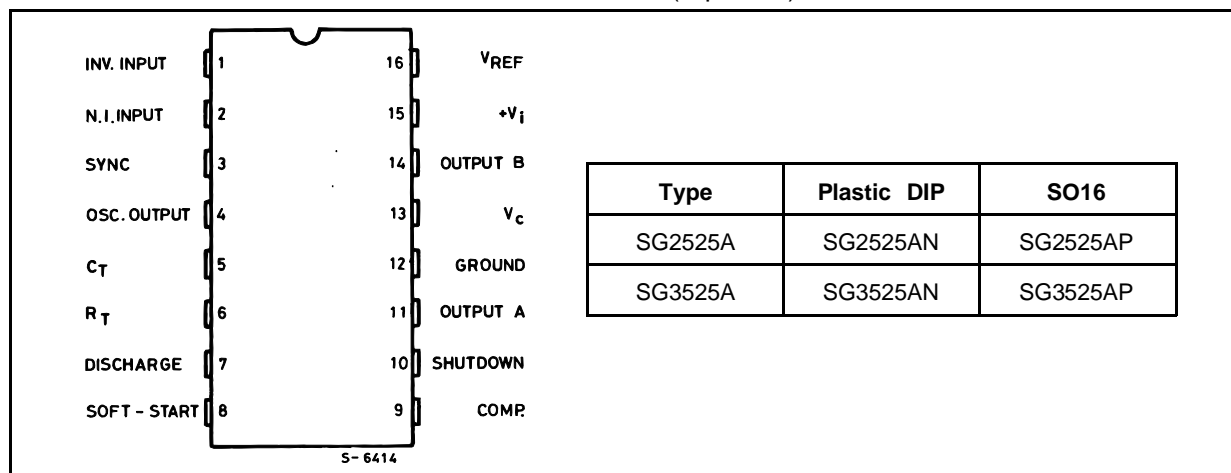 INV. INPUT 1 16 VREF
N.I. INPUT 2 15 +Vi
SYNC 3 14 OUTPUT B
OSC. OUTPUT 4 13 Vc
CT 5 12 GROUND
RT 6 11 OUTPUT A
DISCHARGE 7 10 SHUTDOWN
SOFT - START 8 9 COMP.
S- 6414
Type Plastic DIP SO16
SG2525A SG2525AN SG2525AP
SG3525A SG3525AN SG3525AP